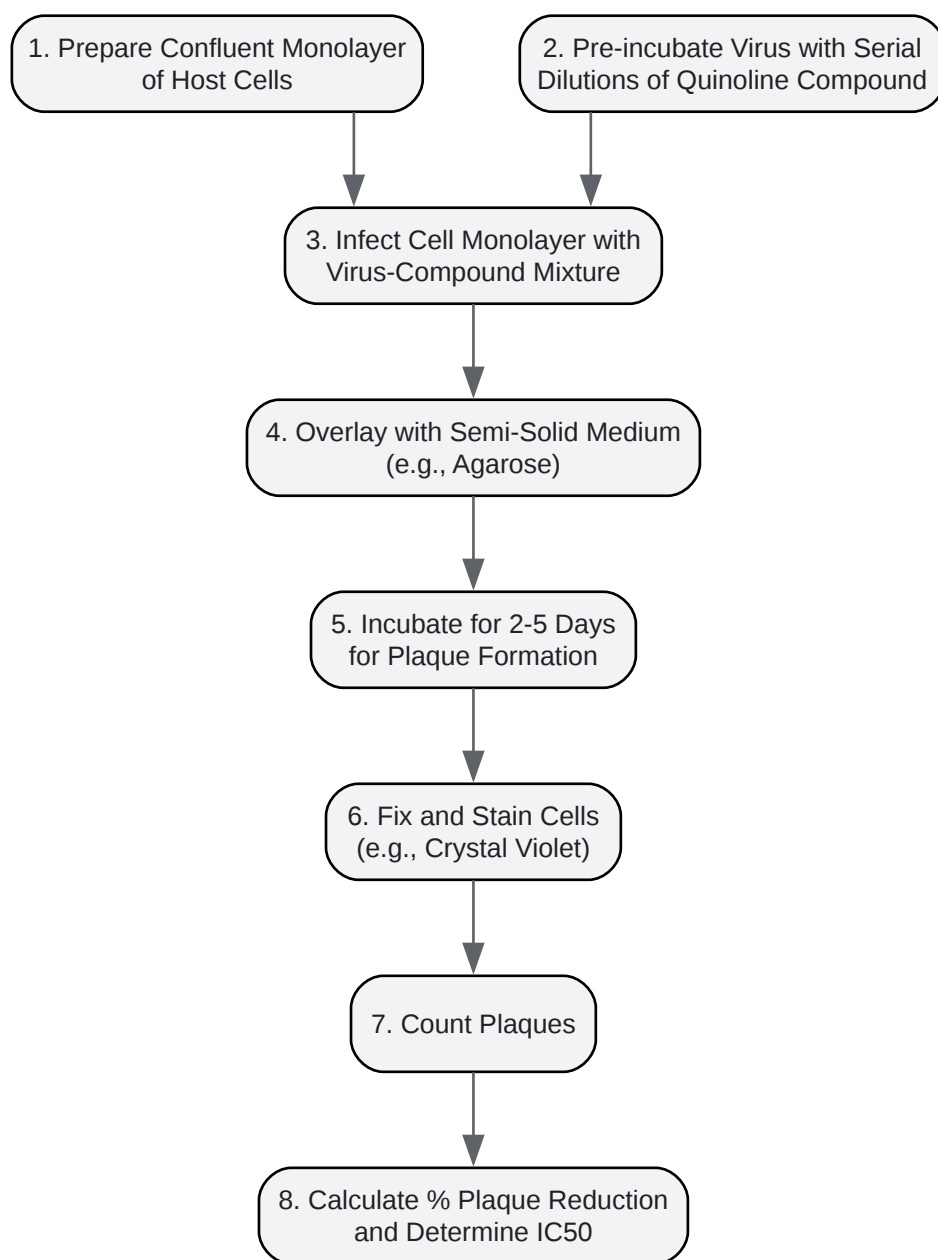 1. Prepare Confluent Monolayer
of Host Cells
2. Pre-incubate Virus with Serial
Dilutions of Quinoline Compound
3. Infect Cell Monolayer with
Virus-Compound Mixture
4. Overlay with Semi-Solid Medium
(e.g., Agarose)
5. Incubate for 2-5 Days
for Plaque Formation
6. Fix and Stain Cells
(e.g., Crystal Violet)
7. Count Plaques
8. Calculate % Plaque Reduction
and Determine IC50